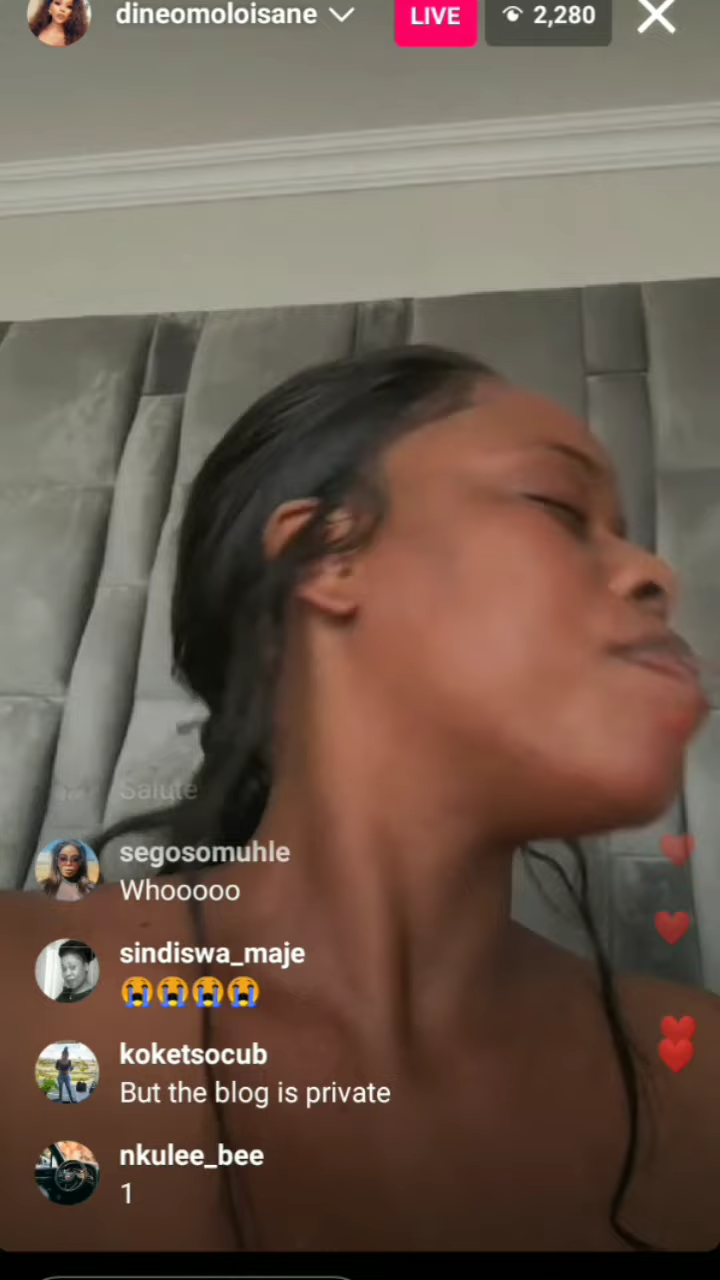 dineomoloisane
LIVE
2,280
Salute
segosomuhle
Whooooo
sindiswa_maje
😭😭😭😭
koketsocub
But the blog is private
nkulee_bee
1